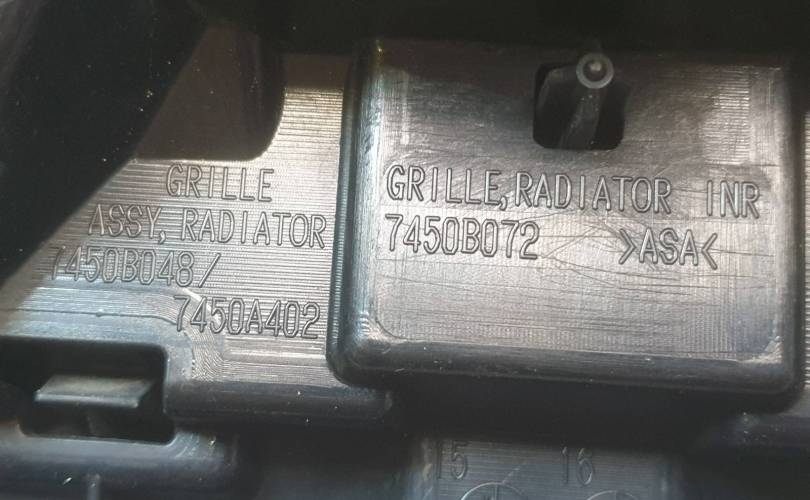 GRILLE
ASSY, RADIATOR
7450B048/
7450A402
GRILLE, RADIATOR INR
7450B072 >ASA<
15 16